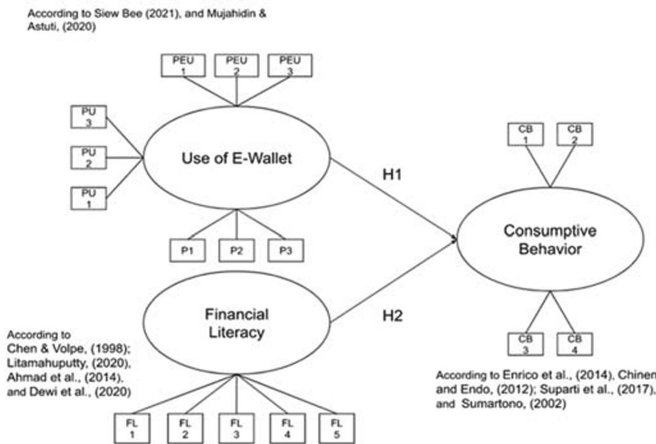 According to Siew Bee (2021), and Mujahidin &
Astuti, (2020)
PEU
1
PEU
2
PEU
3
PU
3
PU
2
PU
1
Use of E-Wallet
P1
P2
P3
H1
CB
1
CB
2
Consumptive
Behavior
CB
3
CB
4
According to Enrico et al., (2014), Chinen
and Endo, (2012); Suparti et al., (2017),
and Sumartono, (2002)
H2
Financial
Literacy
According to
Chen & Volpe, (1998);
Litamahuputty,
(2020),
Ahmad et al., (2014),
and Dewi et al., (2020)
FL
1
FL
2
FL
3
FL
4
FL
5